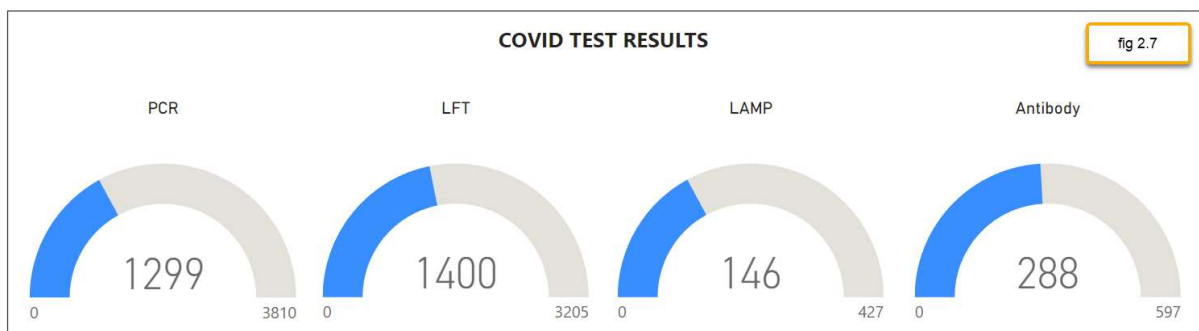 COVID TEST RESULTS
fig 2.7
PCR
LFT
LAMP
Antibody
1299
0
3810
1400
0
3205
146
0
427
288
0
597